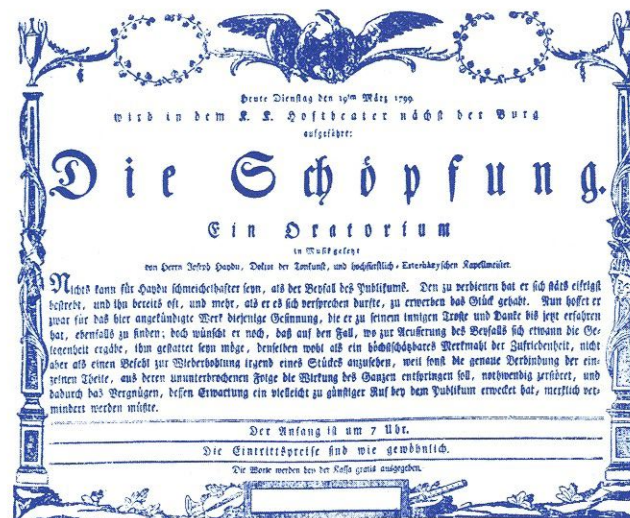 Heute Dienstag den 19ten März 1799
wird in dem K. K. Hoftheater nächst der Burg
aufgeführt:
Die Schöpfung.
Ein Oratorium
in Musik gesetzt
von Herrn Joseph Haydn, Doktor der Tonkunst, und hochfürstlich-Esterhazyschen Kapellmeister.
Nichts kann für Haydn schmeichelhafter seyn, als der Beyfall des Publikums. Den zu verdienen hat er sich stäts eifrigst
bestrebt, und ihn bereits oft, und mehr, als er es sich versprechen durfte, zu erwerben das Glück gehabt. Nun hoffet er
zwar für das hier angekündigte Werk diejenige Gesinnung, die er zu seinem innigen Troste und Danke bis jetzt erfahren
hat, ebenfalls zu finden; doch wünscht er noch, daß auf den Fall, wo zur Aeusserung des Beyfalls sich etwann die Ge-
legenheit ergäbe, ihm gestattet seyn möge, denselben wohl als ein höchstschäzbares Merkmahl der Zufriedenheit, nicht
aber als einen Befehl zur Wiederhohlung irgend eines Stückes anzusehen, weil sonst die genaue Verbindung der ein-
zelnen Theile, aus deren ununterbrochenen Folge die Wirkung des Ganzen entspringen soll, nothwendig zerstöret, und
dadurch das Vergnügen, dessen Erwartung ein vielleicht zu günstiger Ruf bey dem Publikum erwecket hat, merklich ver-
mindert werden müßte.
Der Anfang ist um 7 Uhr.
Die Eintrittspreise sind wie gewöhnlich.
Die Worte werden bey der Kassa gratis ausgegeben.